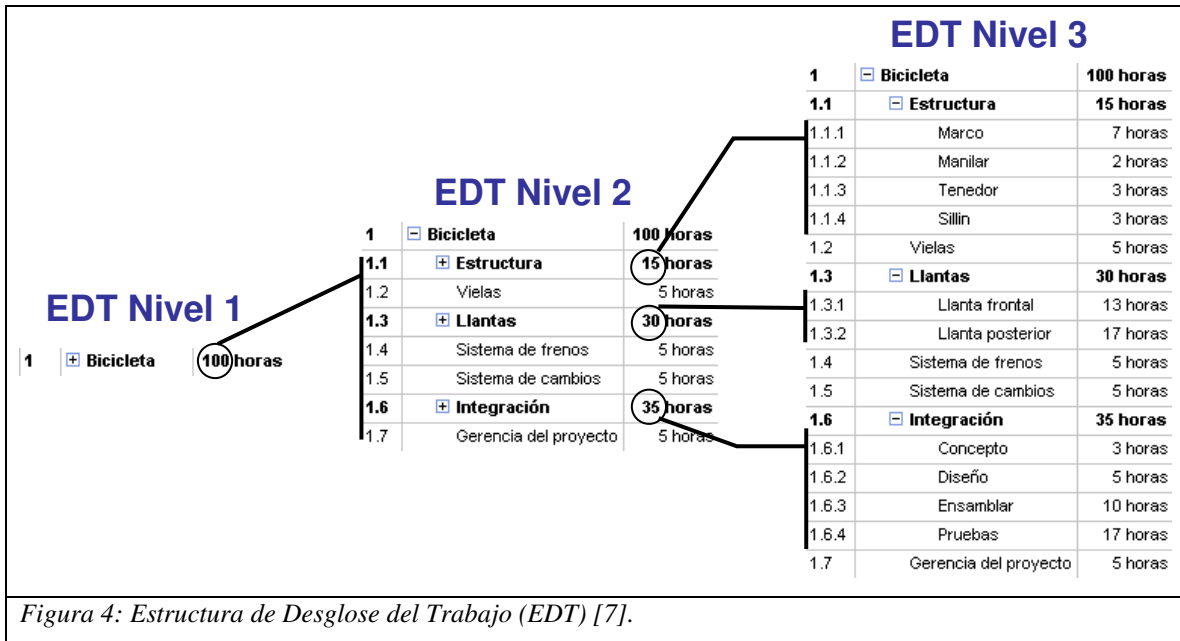 EDT Nivel 1
1 Bicicleta 100 horas
EDT Nivel 2
1 Bicicleta 100 horas
1.1 Estructura 15 horas
1.2 Vielas 5 horas
1.3 Llantas 30 horas
1.4 Sistema de frenos 5 horas
1.5 Sistema de cambios 5 horas
1.6 Integración 35 horas
1.7 Gerencia del proyecto 5 horas
EDT Nivel 3
1 Bicicleta 100 horas
1.1 Estructura 15 horas
1.1.1 Marco 7 horas
1.1.2 Manilar 2 horas
1.1.3 Tenedor 3 horas
1.1.4 Sillin 3 horas
1.2 Vielas 5 horas
1.3 Llantas 30 horas
1.3.1 Llanta frontal 13 horas
1.3.2 Llanta posterior 17 horas
1.4 Sistema de frenos 5 horas
1.5 Sistema de cambios 5 horas
1.6 Integración 35 horas
1.6.1 Concepto 3 horas
1.6.2 Diseño 5 horas
1.6.3 Ensamblar 10 horas
1.6.4 Pruebas 17 horas
1.7 Gerencia del proyecto 5 horas
Figura 4: Estructura de Desglose del Trabajo (EDT) [7].